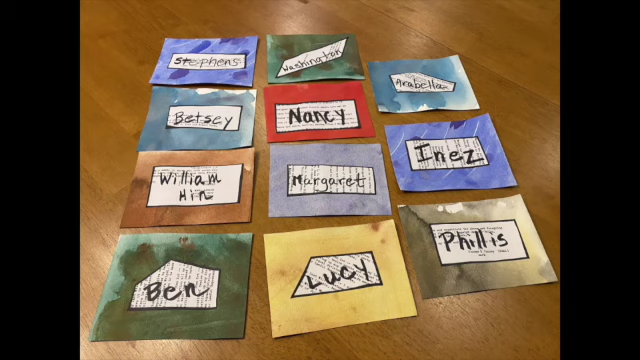 Stephens
Washington
Arabella
Betsey
Nancy
Inez
William
Hin
Margaret
Phillis
Ben
Lucy